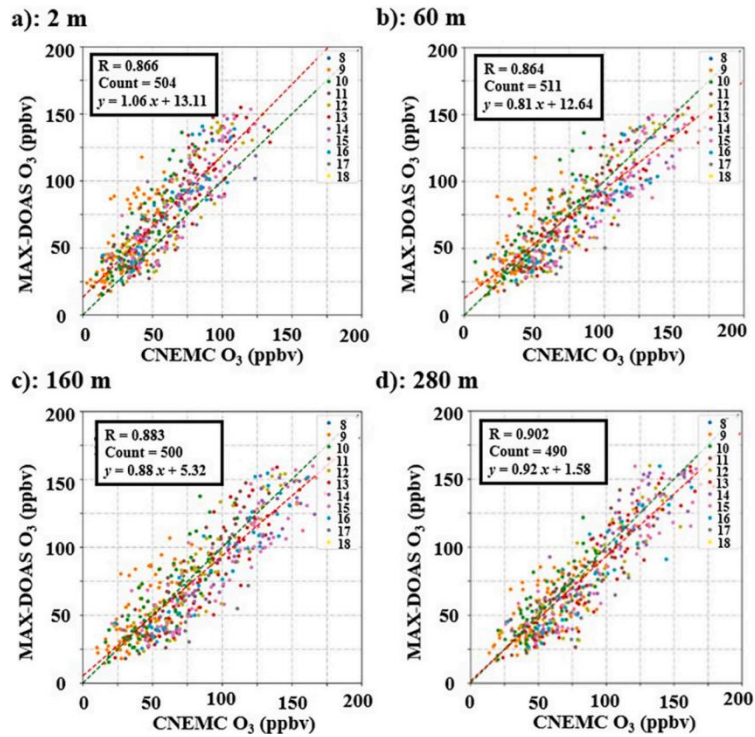 a): 2 m
200
150
100
50
0
MAX-DOAS O₃ (ppbv)
R = 0.866
Count = 504
y = 1.06 x + 13.11
8
9
10
11
12
13
14
15
16
17
18
0 50 100 150 200
CNEMC O₃ (ppbv)
b): 60 m
200
150
100
50
0
MAX-DOAS O₃ (ppbv)
R = 0.864
Count = 511
y = 0.81 x + 12.64
8
9
10
11
12
13
14
15
16
17
18
0 50 100 150 200
CNEMC O₃ (ppbv)
c): 160 m
200
150
100
50
0
MAX-DOAS O₃ (ppbv)
R = 0.883
Count = 500
y = 0.88 x + 5.32
8
9
10
11
12
13
14
15
16
17
18
0 50 100 150 200
CNEMC O₃ (ppbv)
d): 280 m
200
150
100
50
0
MAX-DOAS O₃ (ppbv)
R = 0.902
Count = 490
y = 0.92 x + 1.58
8
9
10
11
12
13
14
15
16
17
18
0 50 100 150 200
CNEMC O₃ (ppbv)